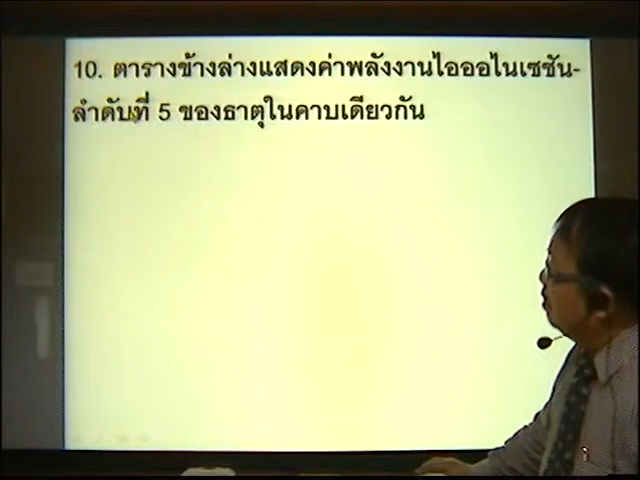 10. ตารางข้างล่างแสดงค่าพลังงานไอออไนเซชัน-
ลำดับที่ 5 ของธาตุในคาบเดียวกัน